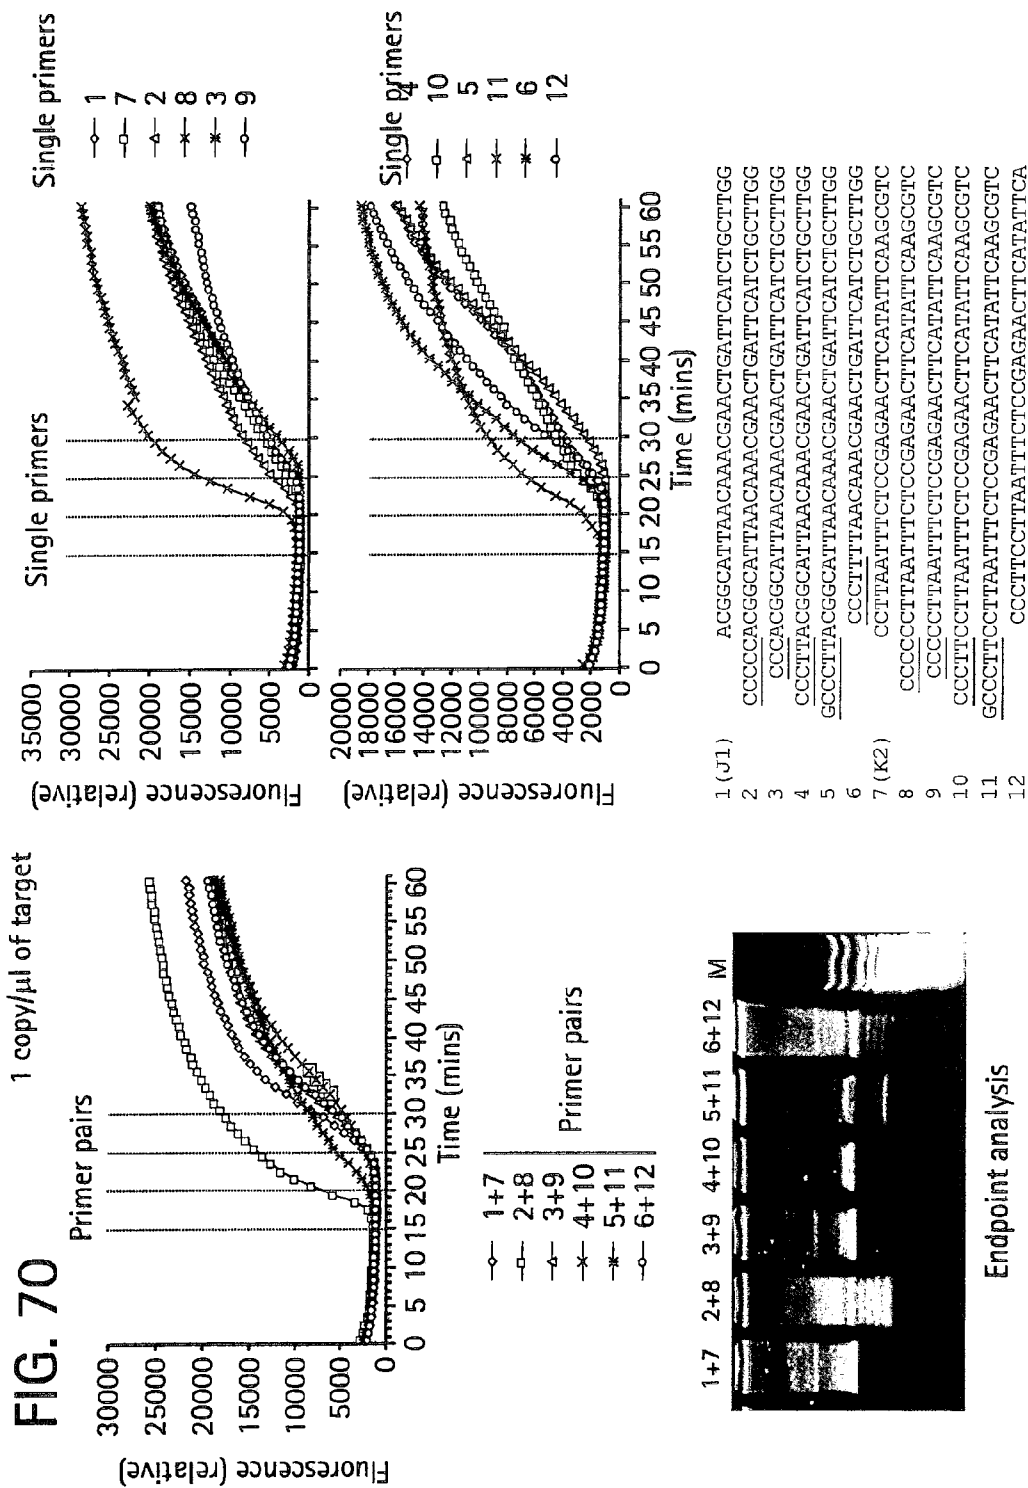 FIG. 70
1 copy/µl of target
Primer pairs
Fluorescence (relative)
30000
25000
20000
15000
10000
5000
0
0 5 10 15 20 25 30 35 40 45 50 55 60
Time (mins)
1+7
2+8
3+9
4+10
5+11
6+12
Primer pairs
Single primers
Fluorescence (relative)
35000
30000
25000
20000
15000
10000
5000
0
Single primers
1
7
2
8
3
9
Fluorescence (relative)
20000
18000
16000
14000
12000
10000
8000
6000
4000
2000
0
0 5 10 15 20 25 30 35 40 45 50 55 60
Time (mins)
Single primers
4
10
5
11
6
12
1+7 2+8 3+9 4+10 5+11 6+12 M
Endpoint analysis
1 (J1) ACGGCATTAACAAACGAACTGATTCATCTGCTTGG
2 CCCCCACGGCATTAACAAACGAACTGATTCATCTGCTTGG
3 CCCACGGCATTAACAAACGAACTGATTCATCTGCTTGG
4 CCCTTACGGCATTAACAAACGAACTGATTCATCTGCTTGG
5 GCCCTTACGGCATTAACAAACGAACTGATTCATCTGCTTGG
6 CCCTTTTAACAAACGAACTGATTCATCTGCTTGG
7 (K2) CCTTAATTTCTCCGAGAACTTCATATTCAAGCGTC
8 CCCCCCTTAATTTCTCCGAGAACTTCATATTCAAGCGTC
9 CCCCCTTAATTTCTCCGAGAACTTCATATTCAAGCGTC
10 CCCTTCCTTAATTTCTCCGAGAACTTCATATTCAAGCGTC
11 GCCCTTCCTTAATTTCTCCGAGAACTTCATATTCAAGCGTC
12 CCCTTCCTTAATTTCTCCGAGAACTTCATATTCA